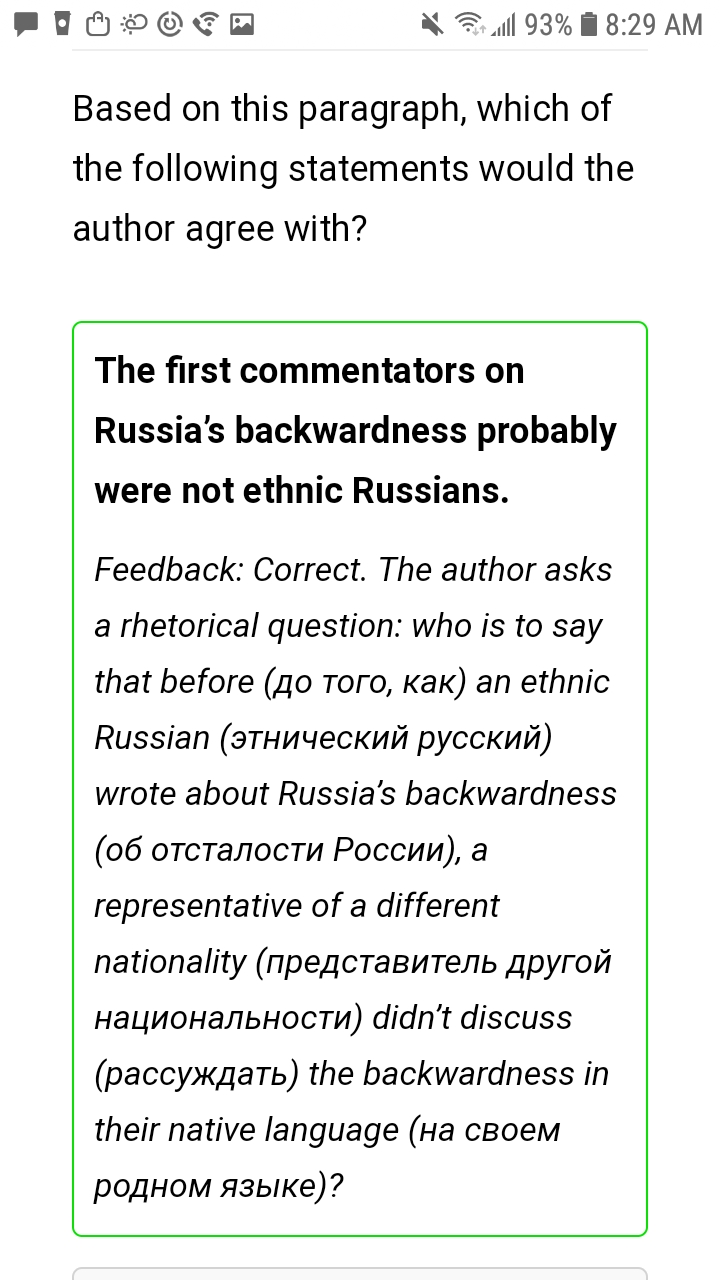 93% 8:29 AM
Based on this paragraph, which of
the following statements would the
author agree with?
The first commentators on
Russia’s backwardness probably
were not ethnic Russians.
Feedback: Correct. The author asks
a rhetorical question: who is to say
that before (до того, как) an ethnic
Russian (этнический русский)
wrote about Russia’s backwardness
(об отсталости России), a
representative of a different
nationality (представитель другой
национальности) didn’t discuss
(рассуждать) the backwardness in
their native language (на своем
родном языке)?